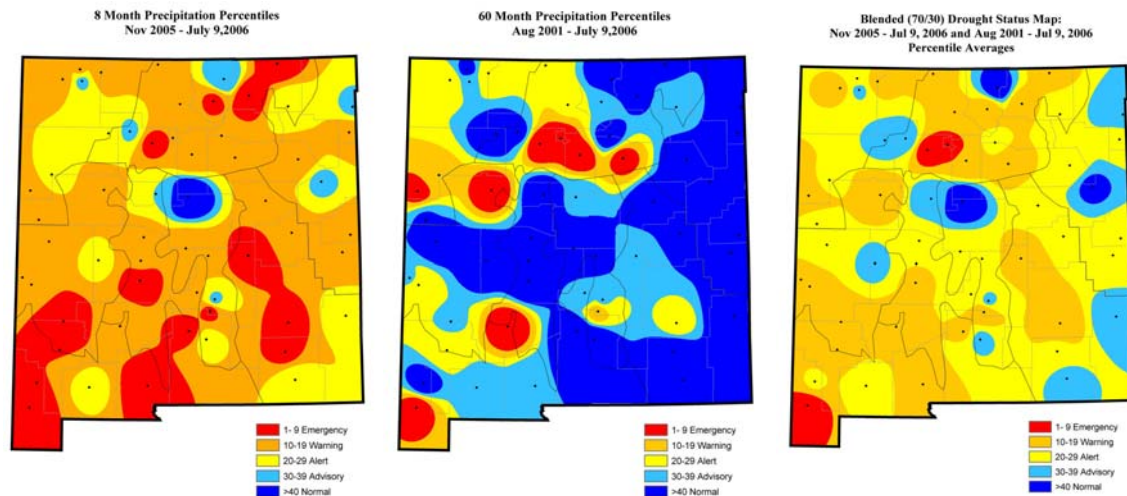 8 Month Precipitation Percentiles
Nov 2005 - July 9,2006
1- 9 Emergency
10-19 Warning
20-29 Alert
30-39 Advisory
>40 Normal
60 Month Precipitation Percentiles
Aug 2001 - July 9,2006
1- 9 Emergency
10-19 Warning
20-29 Alert
30-39 Advisory
>40 Normal
Blended (70/30) Drought Status Map:
Nov 2005 - Jul 9, 2006 and Aug 2001 - Jul 9, 2006
Percentile Averages
1- 9 Emergency
10-19 Warning
20-29 Alert
30-39 Advisory
>40 Normal